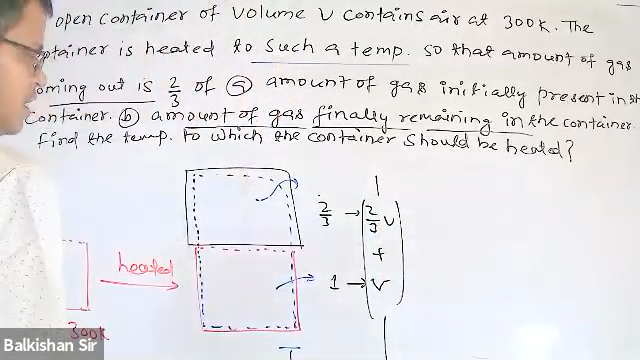 open container of volume V contains air at 300K. The
container is heated to such a temp. so that amount of gas
coming out is 2/3 of ⓐ amount of gas initially present in the
container. ⓑ amount of gas finally remaining in the container.
find the temp. to which the container should be heated?
2/3 → 2/3 V
+
heated
1 → V
300K
Balkishan Sir